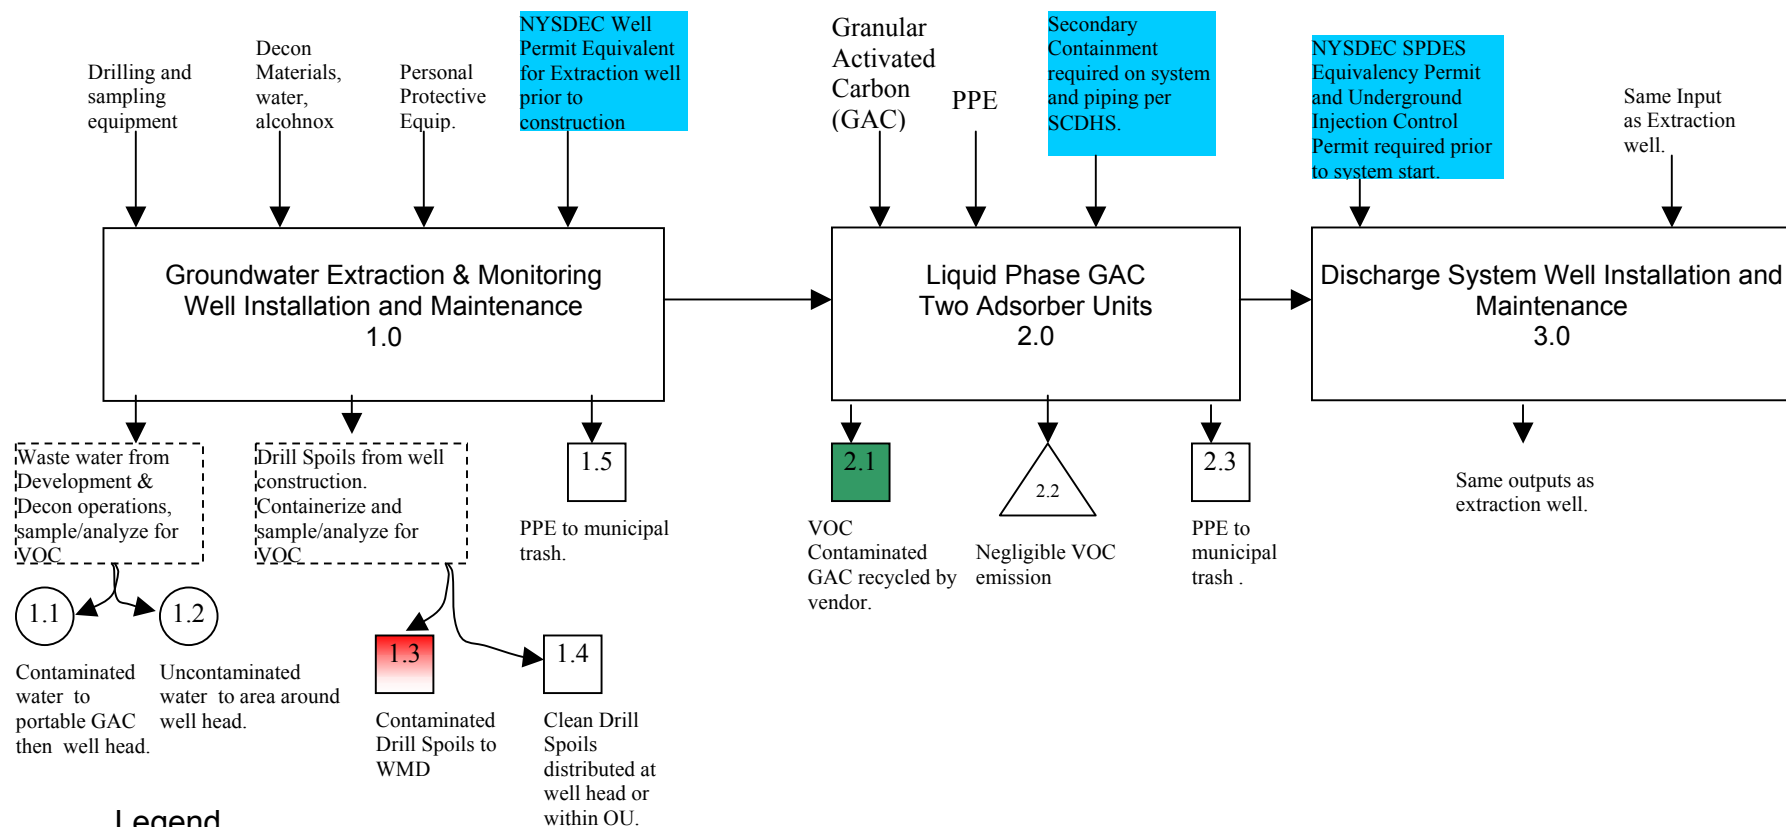 Drilling and
sampling
equipment
Decon
Materials,
water,
alcohnox
Personal
Protective
Equip.
NYSDEC Well
Permit Equivalent
for Extraction well
prior to
construction
Granular
Activated
Carbon
(GAC)
PPE
Secondary
Containment
required on system
and piping per
SCDHS.
NYSDEC SPDES
Equivalency Permit
and Underground
Injection Control
Permit required prior
to system start.
Same Input
as Extraction
well.
Groundwater Extraction & Monitoring
Well Installation and Maintenance
1.0
Liquid Phase GAC
Two Adsorber Units
2.0
Discharge System Well Installation and
Maintenance
3.0
Waste water from
Development &
Decon operations,
sample/analyze for
VOC
Drill Spoils from well
construction.
Containerize and
sample/analyze for
VOC
1.5
PPE to municipal
trash.
2.1
VOC
Contaminated
GAC recycled by
vendor.
2.2
Negligible VOC
emission
2.3
PPE to
municipal
trash .
Same outputs as
extraction well.
1.1
Contaminated
water to
portable GAC
then well head.
1.2
Uncontaminated
water to area around
well head.
1.3
Contaminated
Drill Spoils to
WMD
1.4
Clean Drill
Spoils
distributed at
well head or
within OU.
Legend